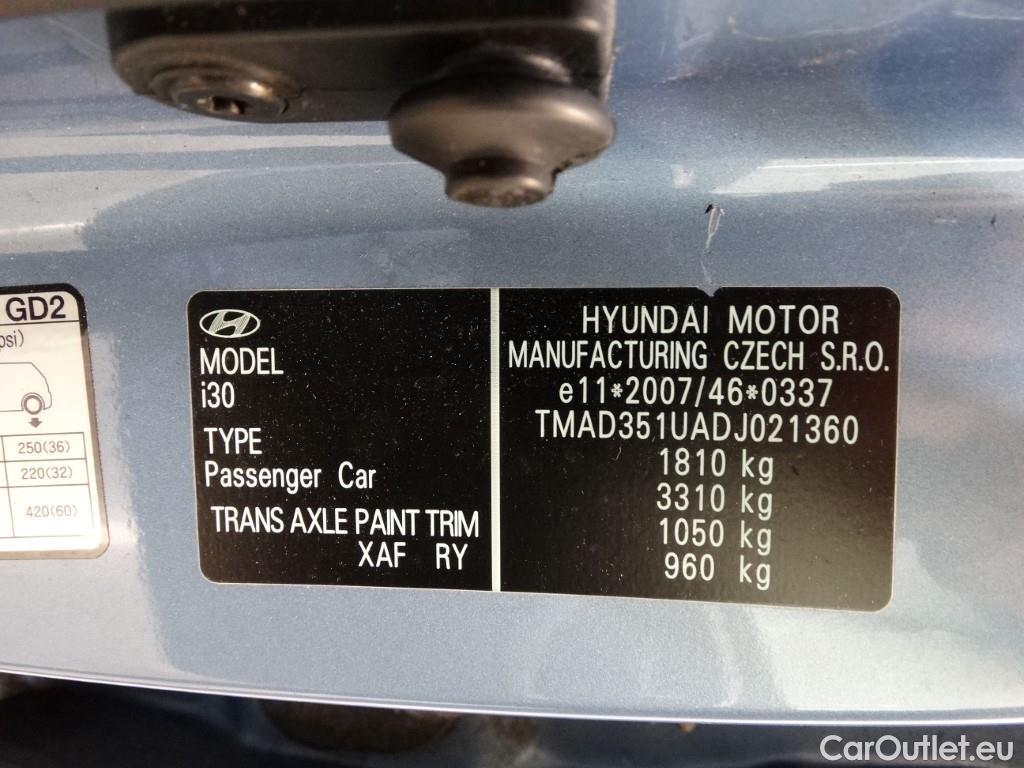 GD2
psi)
250(36)
220(32)
420(60)
MODEL
i30
TYPE
Passenger Car
TRANS AXLE PAINT TRIM
XAF RY
HYUNDAI MOTOR
MANUFACTURING CZECH S.R.O.
e11*2007/46*0337
TMAD351UADJ021360
1810 kg
3310 kg
1050 kg
960 kg
CarOutlet.eu